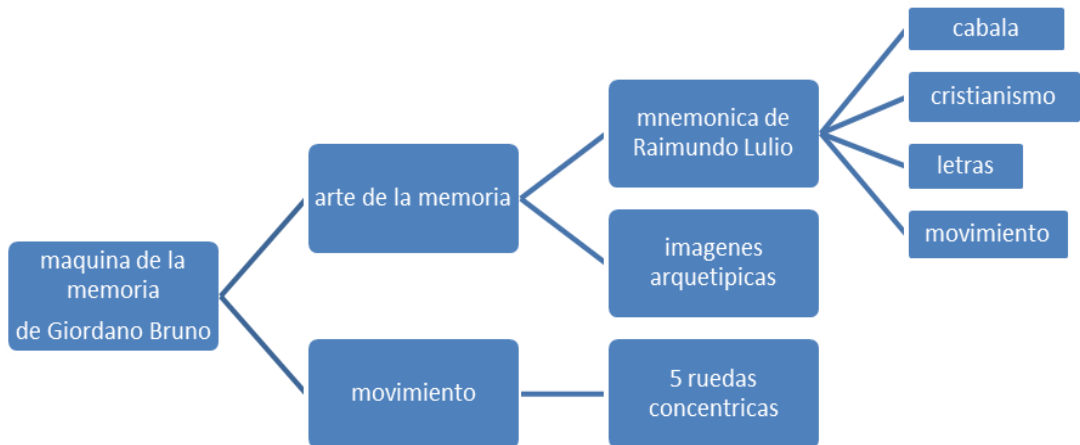 maquina de la
memoria
de Giordano Bruno
arte de la memoria
mnemonica de
Raimundo Lulio
cabala
cristianismo
letras
movimiento
imagenes
arquetipicas
movimiento
5 ruedas
concentricas